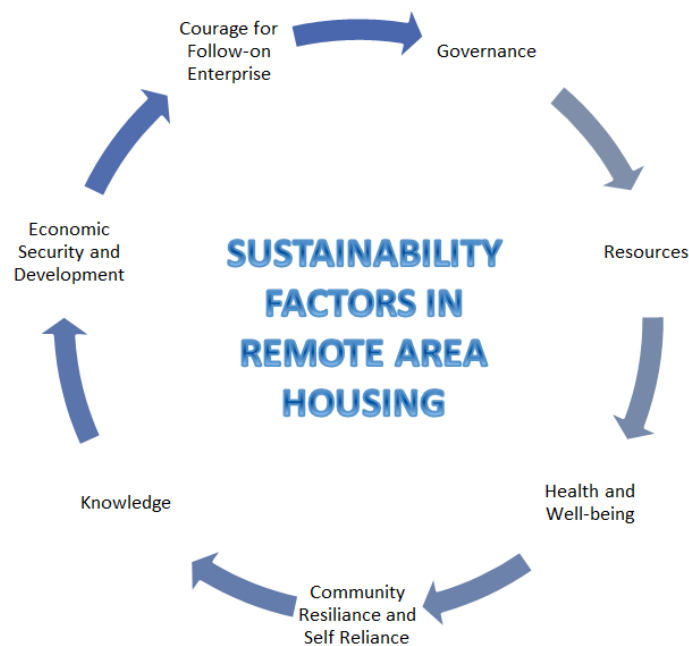 Courage for
Follow-on
Enterprise
Governance
Resources
Health and
Well-being
Community
Resiliance and
Self Reliance
Knowledge
Economic
Security and
Development
SUSTAINABILITY
FACTORS IN
REMOTE AREA
HOUSING